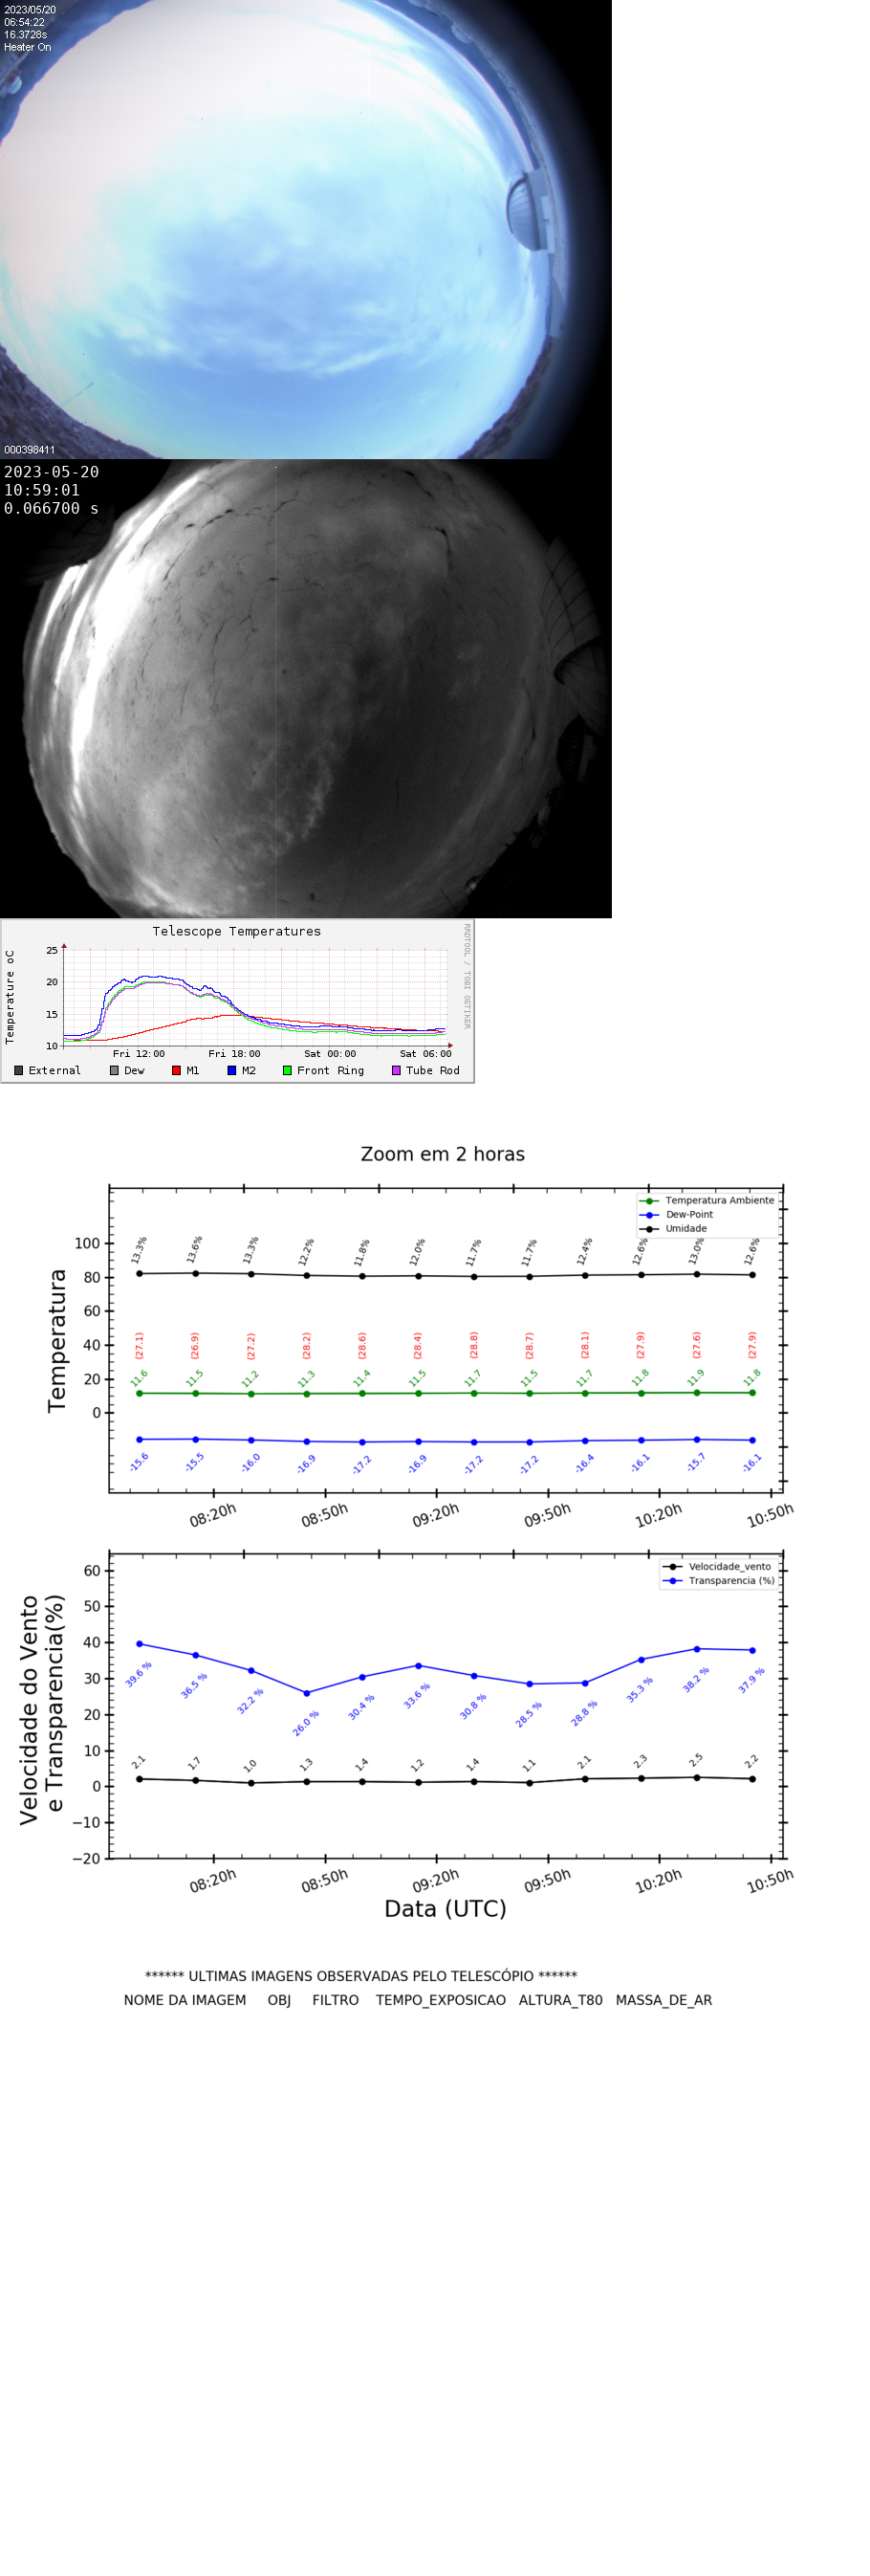 2023/05/20
06:54:22
16.3728s
Heater On
000398411
2023-05-20
10:59:01
0.066700 s
Telescope Temperatures
RRDTOOL / TOBI OETIKER
Temperature oC
25
20
15
10
Fri 12:00 Fri 18:00 Sat 00:00 Sat 06:00
External Dew M1 M2 Front Ring Tube Rod
Zoom em 2 horas
Temperatura Ambiente
Dew-Point
Umidade
Temperatura
100
80
60
40
20
0
13.3% 13.6% 13.3% 12.2% 11.8% 12.0% 11.7% 11.7% 12.4% 12.6% 13.0% 12.6%
(27.1) (26.9) (27.2) (28.2) (28.6) (28.4) (28.8) (28.7) (28.1) (27.9) (27.6) (27.9)
11.6 11.5 11.2 11.3 11.4 11.5 11.7 11.5 11.7 11.8 11.9 11.8
-15.6 -15.5 -16.0 -16.9 -17.2 -16.9 -17.2 -17.2 -16.4 -16.1 -15.7 -16.1
08:20h 08:50h 09:20h 09:50h 10:20h 10:50h
Velocidade_vento
Transparencia (%)
Velocidade do Vento
e Transparencia(%)
60
50
40
30
20
10
0
−10
−20
39.6 % 36.5 % 32.2 % 26.0 % 30.4 % 33.6 % 30.8 % 28.5 % 28.8 % 35.3 % 38.2 % 37.9 %
2.1 1.7 1.0 1.3 1.4 1.2 1.4 1.1 2.1 2.3 2.5 2.2
08:20h 08:50h 09:20h 09:50h 10:20h 10:50h
Data (UTC)
****** ULTIMAS IMAGENS OBSERVADAS PELO TELESCÓPIO ******
NOME DA IMAGEM OBJ FILTRO TEMPO_EXPOSICAO ALTURA_T80 MASSA_DE_AR